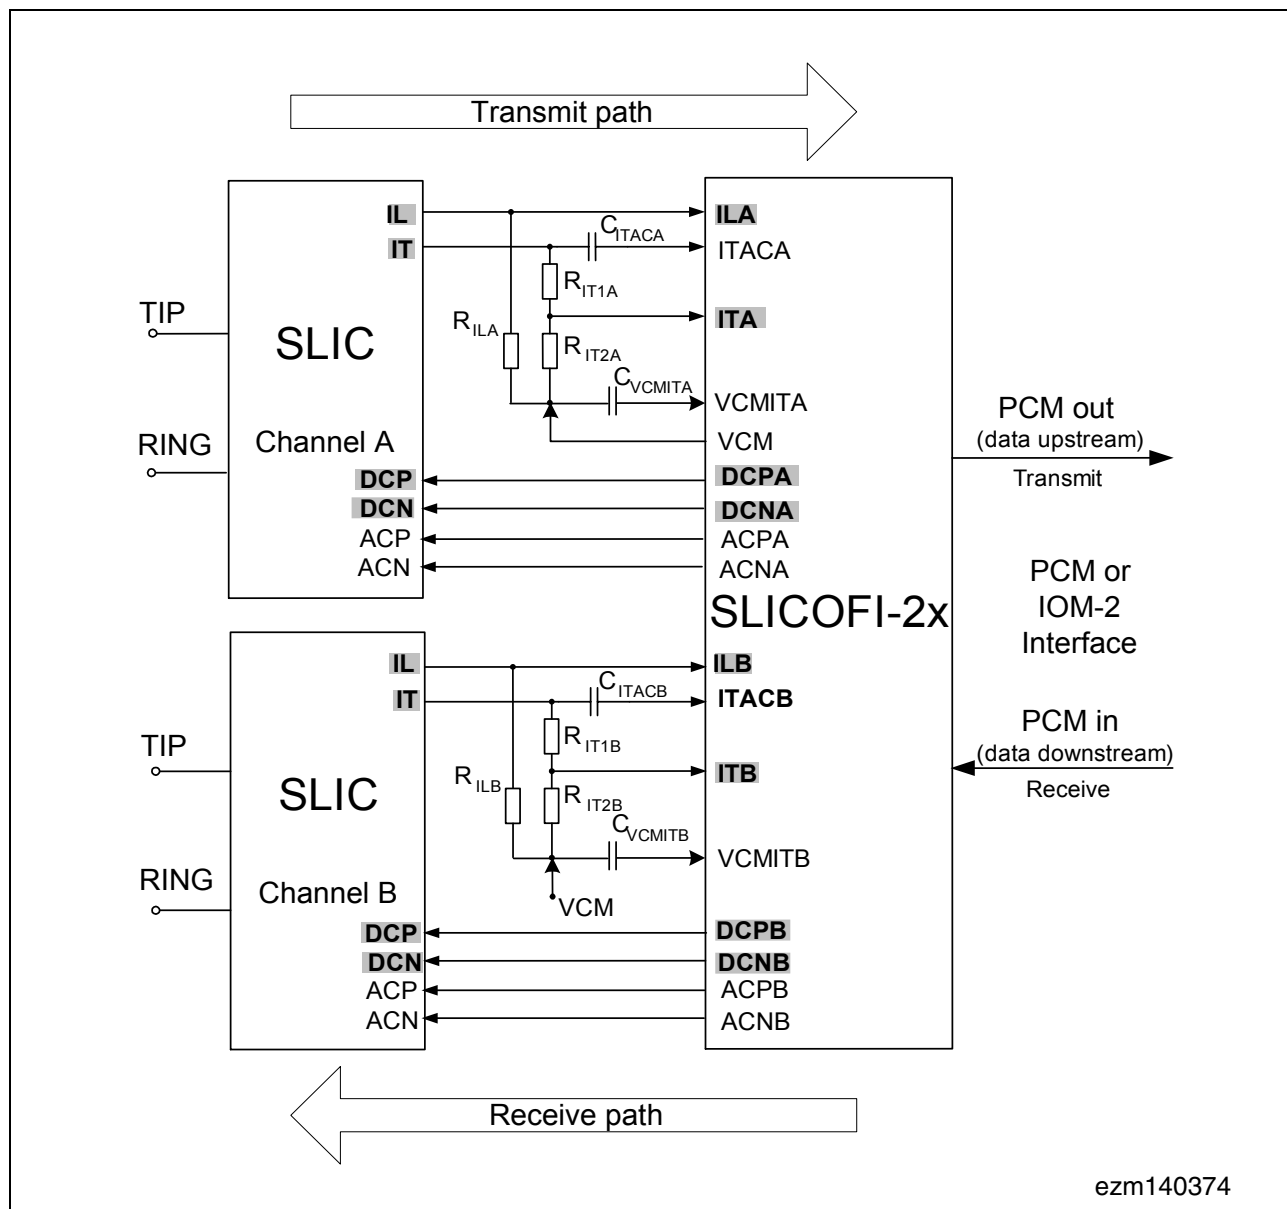 Transmit path
IL
IT
TIP
SLIC
RING
Channel A
DCP
DCN
ACP
ACN
CITACA
RIT1A
RILA
RIT2A
CVCMITA
ILA
ITACA
ITA
VCMITA
VCM
DCPA
DCNA
ACPA
ACNA
SLICOFI-2x
PCM out
(data upstream)
Transmit
PCM or
IOM-2
Interface
PCM in
(data downstream)
Receive
IL
IT
TIP
SLIC
RING
Channel B
DCP
DCN
ACP
ACN
CITACB
RIT1B
RILB
RIT2B
CVCMITB
VCM
ILB
ITACB
ITB
VCMITB
DCPB
DCNB
ACPB
ACNB
Receive path
ezm140374